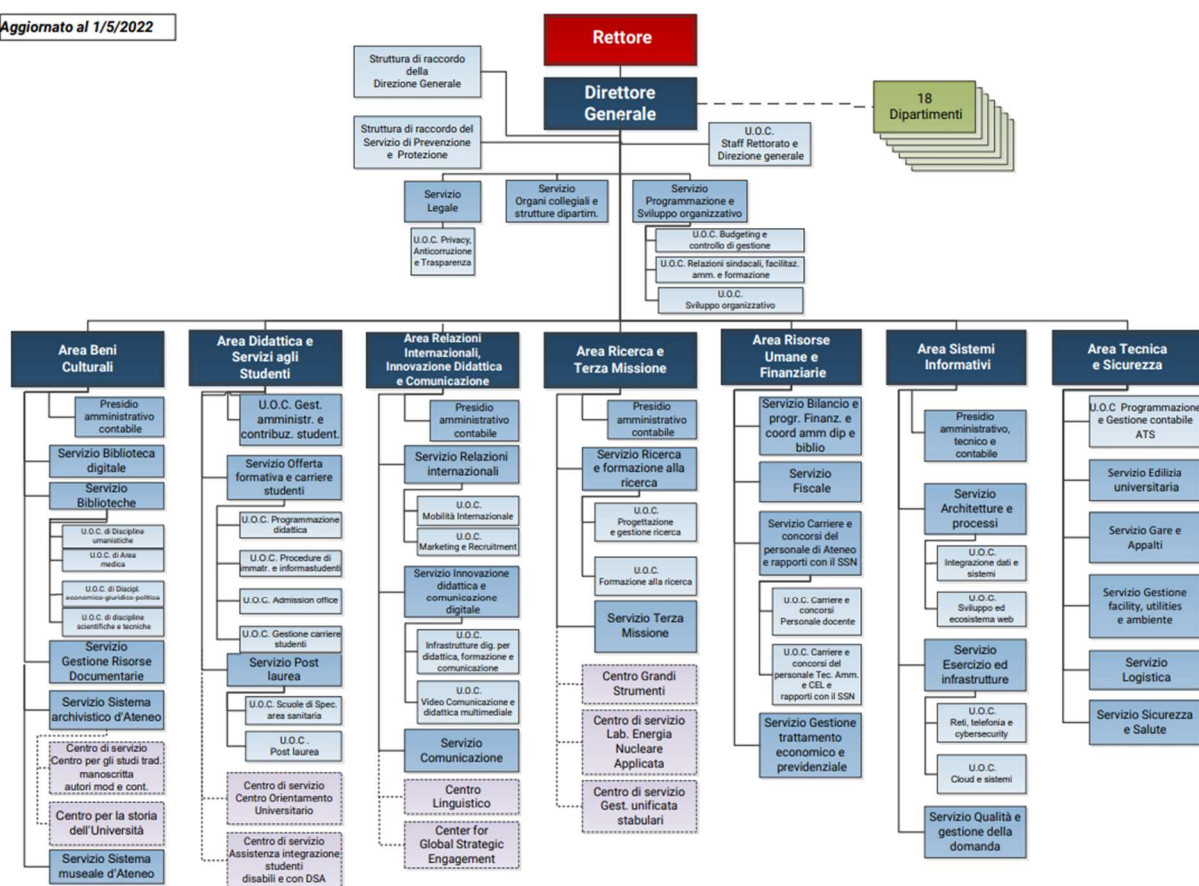 Aggiornato al 1/5/2022
Rettore
Struttura di raccordo
della
Direzione Generale
Direttore
Generale
18
Dipartimenti
Struttura di raccordo del
Servizio di Prevenzione
e Protezione
U.O.C.
Staff Rettorato e
Direzione generale
Servizio
Legale
Servizio
Organi collegiali e
strutture dipartim.
Servizio
Programmazione e
Sviluppo organizzativo
U.O.C. Privacy,
Anticorruzione
e Trasparenza
U.O.C. Budgeting e
controllo di gestione
U.O.C. Relazioni sindacali, facilitaz.
amm. e formazione
U.O.C.
Sviluppo organizzativo
Area Beni
Culturali
Presidio
amministrativo
contabile
Servizio Biblioteca
digitale
Servizio
Biblioteche
U.O.C. di Discipline
umanistiche
U.O.C. di Area
medica
U.O.C. di Discipl.
economico-giuridico-politica
U.O.C. di discipline
scientifiche e tecniche
Servizio
Gestione Risorse
Documentarie
Servizio Sistema
archivistico d'Ateneo
Centro di servizio
Centro per gli studi trad.
manoscritta
autori mod e cont.
Centro per la storia
dell'Università
Servizio Sistema
museale d'Ateneo
Area Didattica e
Servizi agli
Studenti
U.O.C. Gest.
amministr. e
contribuz. student.
Servizio Offerta
formativa e carriere
studenti
U.O.C. Programmazione
didattica
U.O.C. Procedure di
immatr. e informastudenti
U.O.C. Admission office
U.O.C. Gestione carriere
studenti
Servizio Post
laurea
U.O.C. Scuole di Spec.
area sanitaria
U.O.C .
Post laurea
Centro di servizio
Centro Orientamento
Universitario
Centro di servizio
Assistenza integrazione
studenti
disabili e con DSA
Area Relazioni
Internazionali,
Innovazione Didattica
e Comunicazione
Presidio
amministrativo
contabile
Servizio Relazioni
internazionali
U.O.C.
Mobilità Internazionale
U.O.C.
Marketing e Recruitment
Servizio Innovazione
didattica e
comunicazione
digitale
U.O.C.
Infrastrutture dig. per
didattica, formazione e
comunicazione
U.O.C.
Video Comunicazione e
didattica multimediale
Servizio
Comunicazione
Centro
Linguistico
Center for
Global Strategic
Engagement
Area Ricerca e
Terza Missione
Presidio
amministrativo
contabile
Servizio Ricerca
e formazione alla
ricerca
U.O.C.
Progettazione
e gestione ricerca
U.O.C.
Formazione alla ricerca
Servizio Terza
Missione
Centro Grandi
Strumenti
Centro di servizio
Lab. Energia
Nucleare
Applicata
Centro di servizio
Gest. unificata
stabulari
Area Risorse
Umane e
Finanziarie
Servizio Bilancio e
progr. Finanz. e
coord amm dip e
biblio
Servizio
Fiscale
Servizio Carriere e
concorsi del
personale di Ateneo
e rapporti con il SSN
U.O.C. Carriere e
concorsi
Personale docente
U.O.C. Carriere e
concorsi del
personale Tec. Amm.
e CEL e
rapporti con il SSN
Servizio Gestione
trattamento
economico e
previdenziale
Area Sistemi
Informativi
Presidio
amministrativo,
tecnico e
contabile
Servizio
Architetture e
processi
U.O.C.
Integrazione dati e
sistemi
U.O.C.
Sviluppo ed
ecosistema web
Servizio
Esercizio ed
infrastrutture
U.O.C.
Reti, telefonia e
cybersecurity
U.O.C.
Cloud e sistemi
Servizio Qualità e
gestione della
domanda
Area Tecnica
e Sicurezza
U.O.C Programmazione
e Gestione contabile
ATS
Servizio Edilizia
universitaria
Servizio Gare e
Appalti
Servizio Gestione
facility, utilities
e ambiente
Servizio
Logistica
Servizio Sicurezza
e Salute